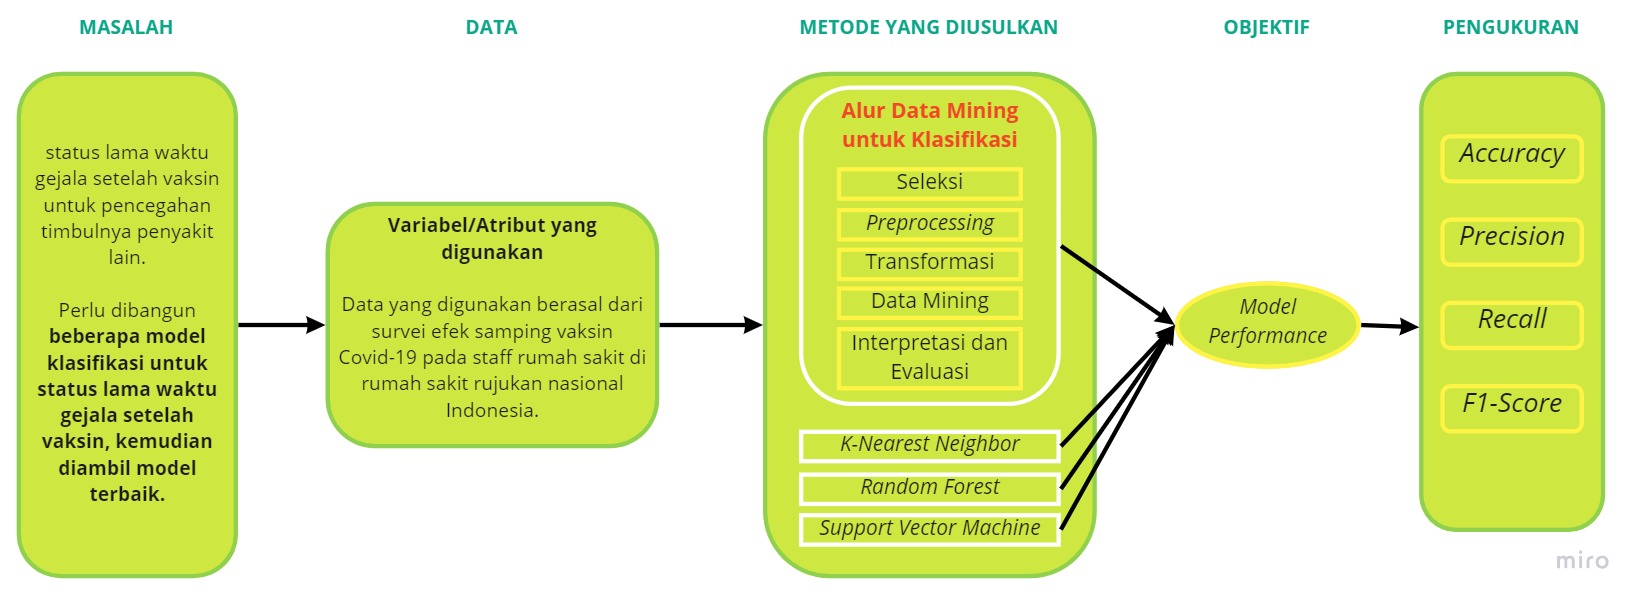 MASALAH
DATA
METODE YANG DIUSULKAN
OBJEKTIF
PENGUKURAN
status lama waktu
gejala setelah vaksin
untuk pencegahan
timbulnya penyakit
lain.
Perlu dibangun
beberapa model
klasifikasi untuk
status lama waktu
gejala setelah
vaksin, kemudian
diambil model
terbaik.
Variabel/Atribut yang
digunakan
Data yang digunakan berasal dari
survei efek samping vaksin
Covid-19 pada staff rumah sakit di
rumah sakit rujukan nasional
Indonesia.
Alur Data Mining
untuk Klasifikasi
Seleksi
Preprocessing
Transformasi
Data Mining
Interpretasi dan
Evaluasi
K-Nearest Neighbor
Random Forest
Support Vector Machine
Model
Performance
Accuracy
Precision
Recall
F1-Score
miro